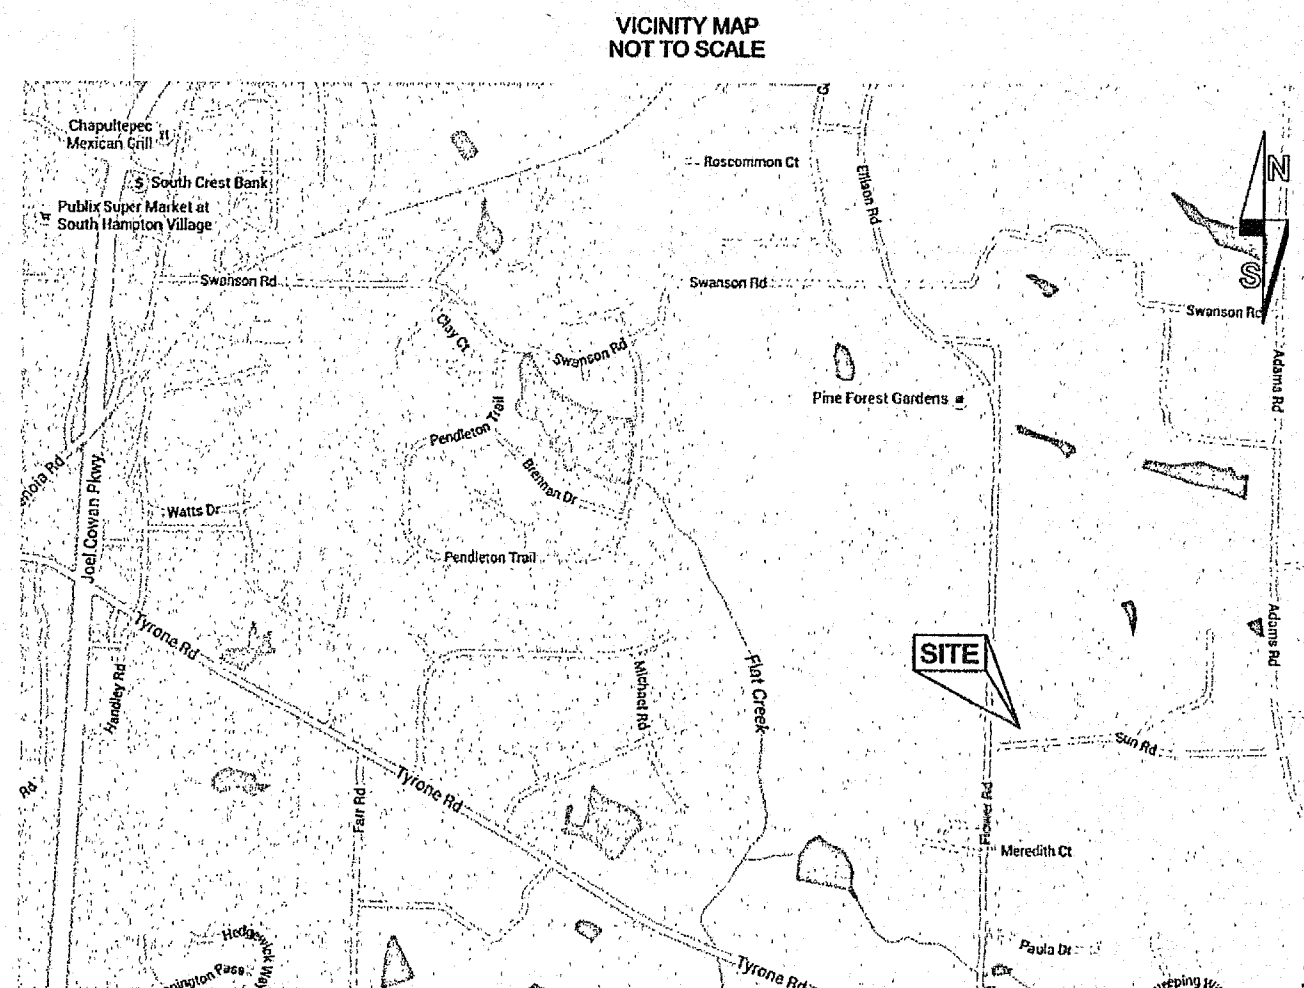 VICINITY MAP
NOT TO SCALE
Chapultepec
Mexican Grill
Roscommon Ct
N
$ South Crest Bank
Ellison Rd
Publix Super Market at
South Hampton Village
S
Swanson Rd
Swanson Rd
Swanson Rd
Clay Ct
Swanson Rd
Adams Rd
Pine Forest Gardens
Pendleton Trail
Brennan Dr
Joel Cowan Pkwy
Watts Dr
Pendleton Trail
Tyrone Rd
Adams Rd
SITE
Handley Rd
Michael Rd
Flat Creek
Sun Rd
Rd
Tyrone Rd
Farr Rd
Flower Rd
Meredith Ct
Hedgewick Way
Paula Dr
Tyrone Rd